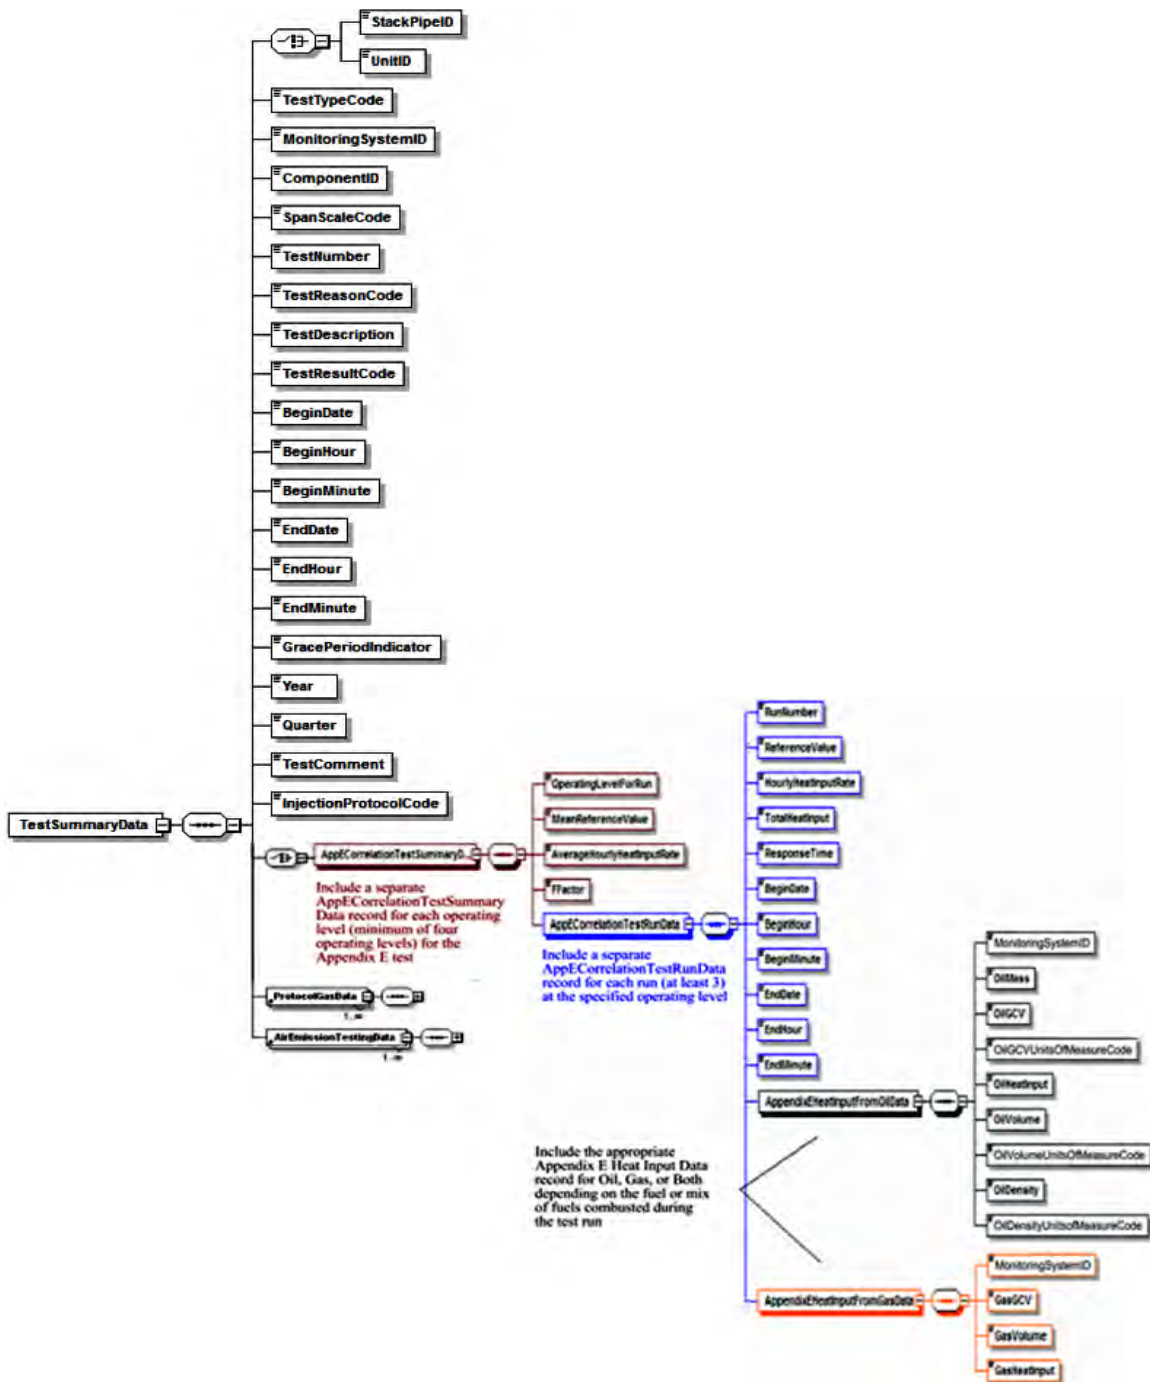 StackPipeID
UnitID
TestTypeCode
MonitoringSystemID
ComponentID
SpanScaleCode
TestNumber
TestReasonCode
TestDescription
TestResultCode
BeginDate
BeginHour
BeginMinute
EndDate
EndHour
EndMinute
GracePeriodIndicator
Year
Quarter
TestComment
InjectionProtocolCode
TestSummaryData
AppECorrelationTestSummaryD...
Include a separate
AppECorrelationTestSummary
Data record for each operating
level (minimum of four
operating levels) for the
Appendix E test
ProtocolGasData
1..∞
AirEmissionTestingData
1..∞
OperatingLevelForRun
MeanReferenceValue
AverageHourlyHeatInputRate
FFactor
AppECorrelationTestRunData
Include a separate
AppECorrelationTestRunData
record for each run (at least 3)
at the specified operating level
RunNumber
ReferenceValue
HourlyHeatInputRate
TotalHeatInput
ResponseTime
BeginDate
BeginHour
BeginMinute
EndDate
EndHour
EndMinute
AppendixEHeatInputFromOilData
Include the appropriate
Appendix E Heat Input Data
record for Oil, Gas, or Both
depending on the fuel or mix
of fuels combusted during
the test run
MonitoringSystemID
OilMass
OilGCV
OilGCVUnitsOfMeasureCode
OilHeatInput
OilVolume
OilVolumeUnitsOfMeasureCode
OilDensity
OilDensityUnitsofMeasureCode
AppendixEHeatInputFromGasData
MonitoringSystemID
GasGCV
GasVolume
GasHeatInput